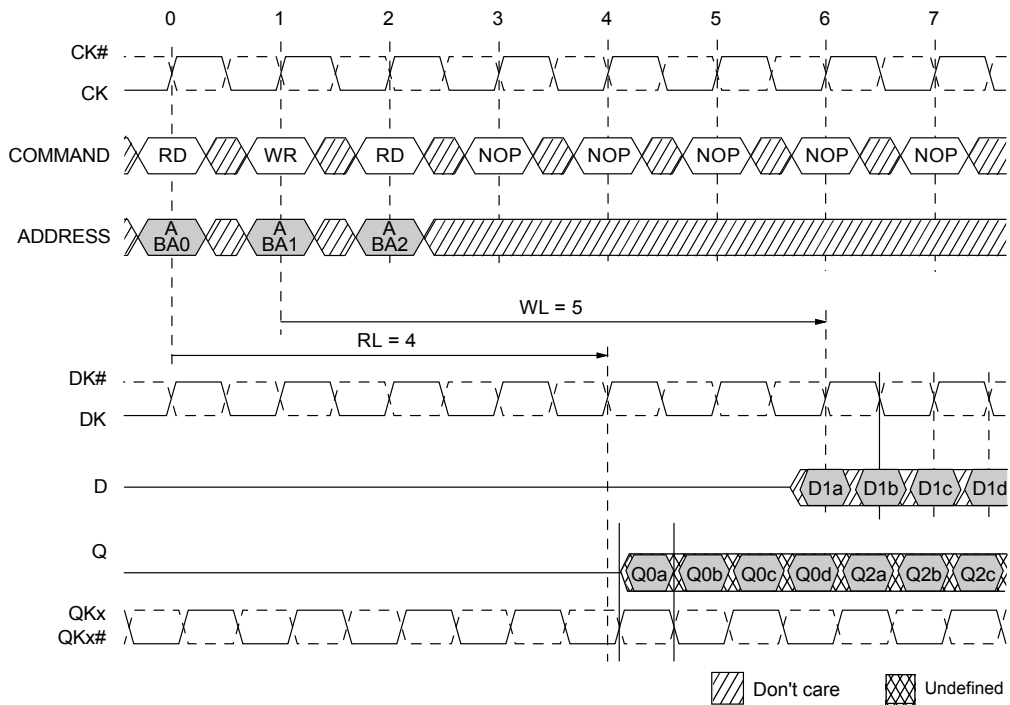 0 1 2 3 4 5 6 7
CK#
CK
COMMAND RD WR RD NOP NOP NOP NOP NOP
ADDRESS A BA0 A BA1 A BA2
WL = 5
RL = 4
DK#
DK
D D1a D1b D1c D1d
Q
Q0a Q0b Q0c Q0d Q2a Q2b Q2c
QKx
QKx#
Don't care Undefined